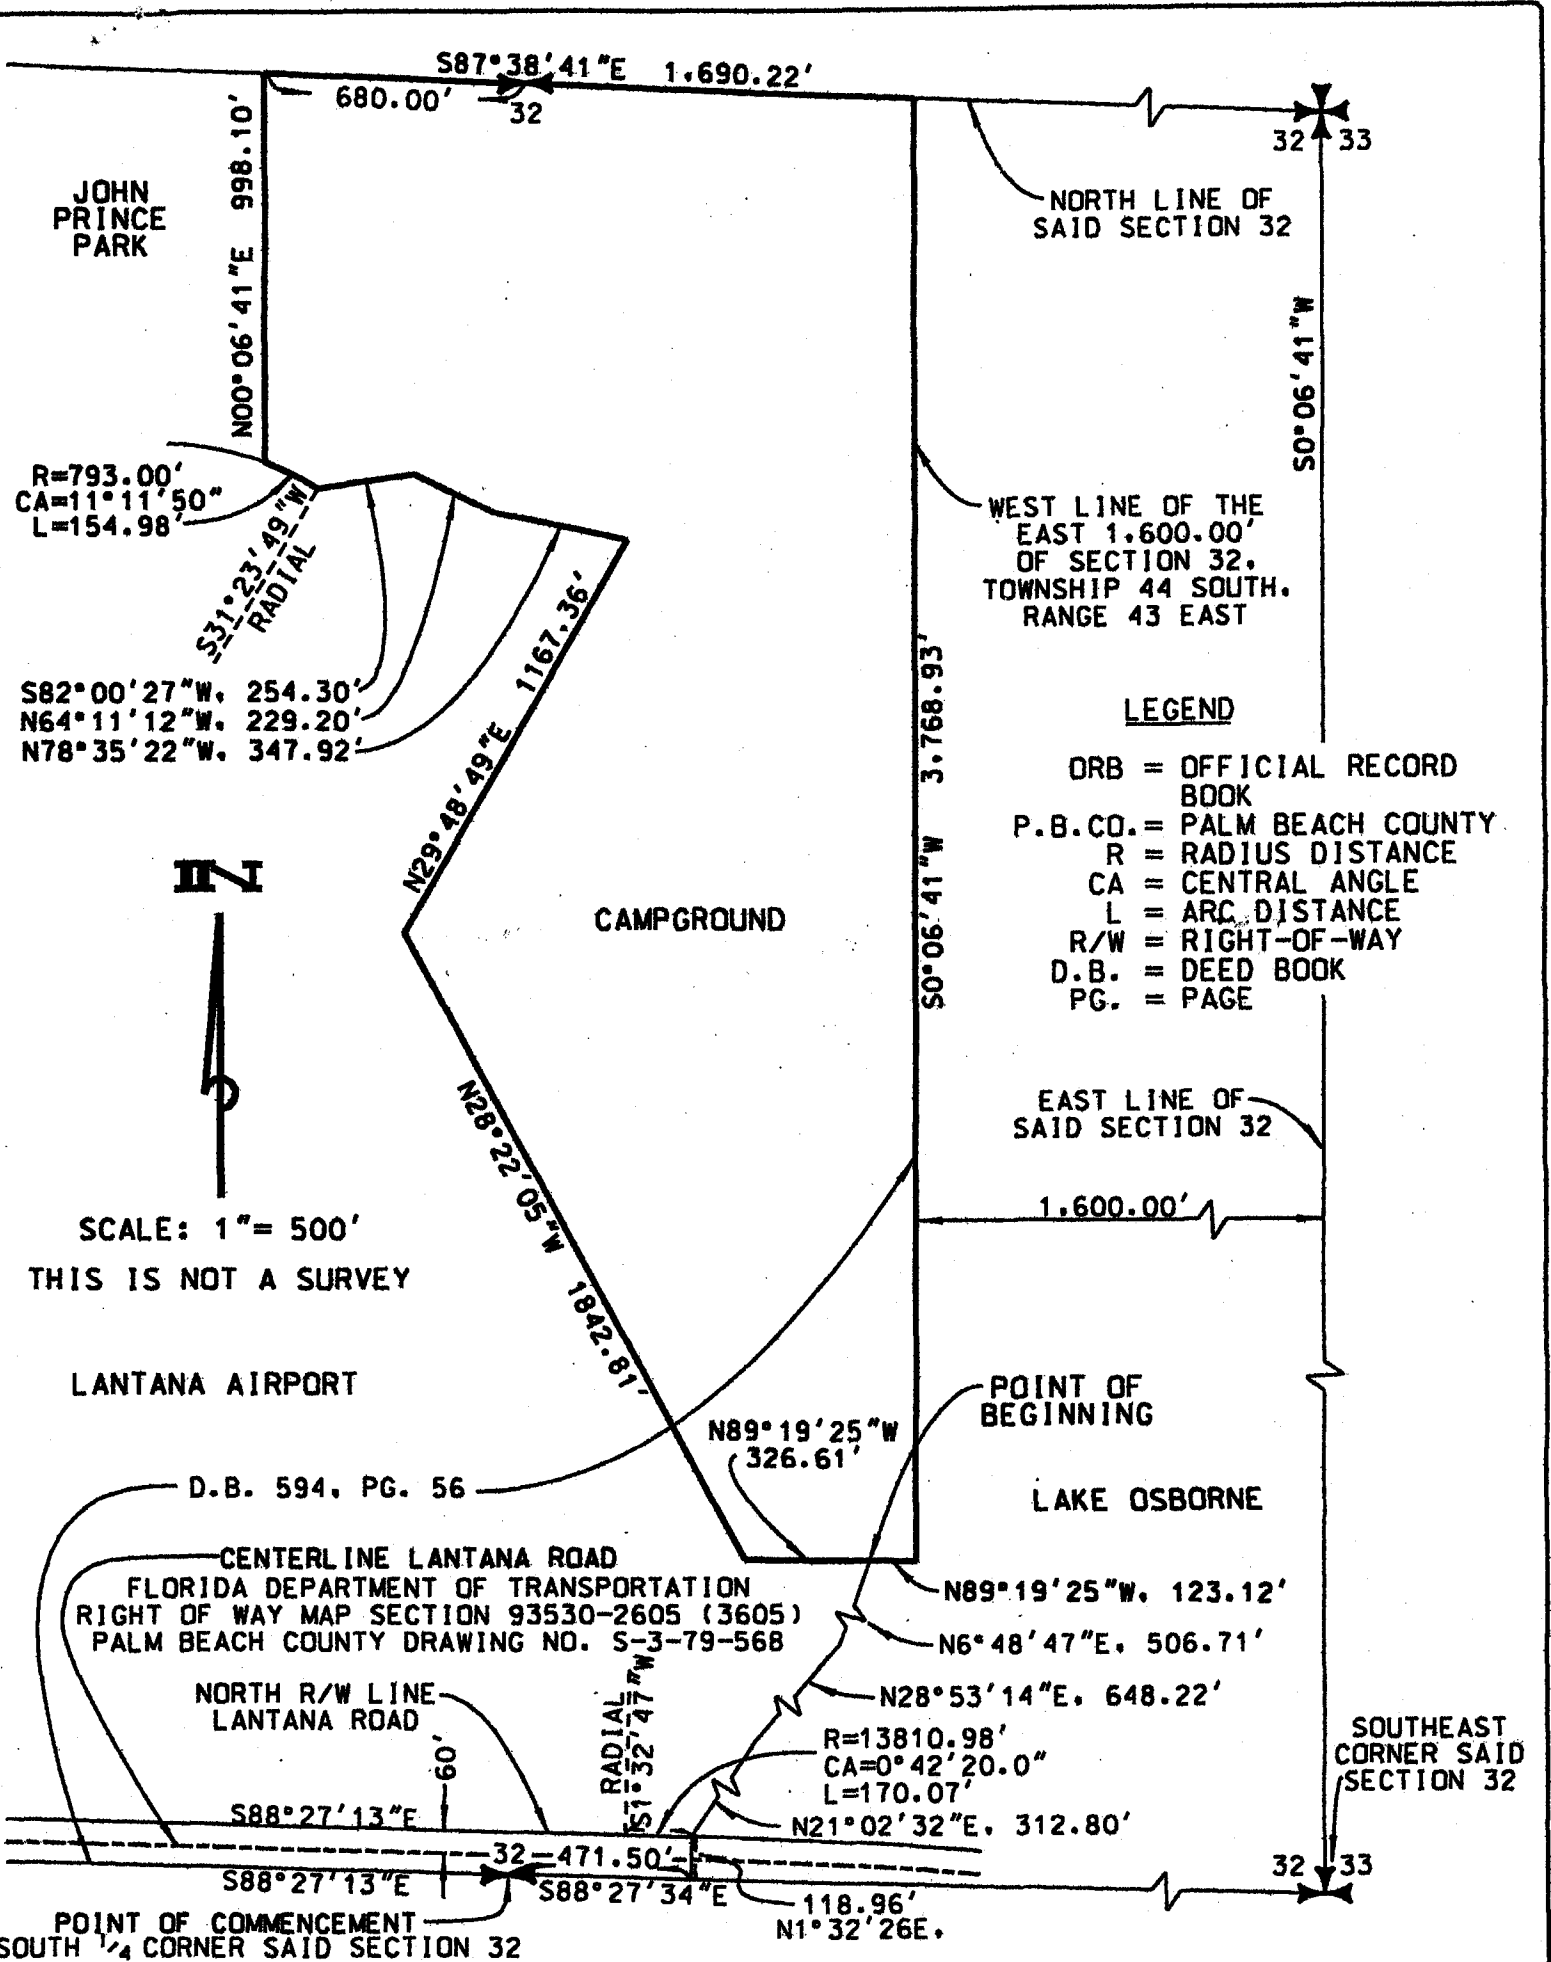 S87°38'41"E 1,690.22'
680.00'
32
32 33
998.10'
N00°06'41"E
JOHN
PRINCE
PARK
NORTH LINE OF
SAID SECTION 32
S0°06'41"W
R=793.00'
CA=11°11'50"
L=154.98'
S31°23'49"W
RADIAL
WEST LINE OF THE
EAST 1,600.00'
OF SECTION 32,
TOWNSHIP 44 SOUTH,
RANGE 43 EAST
S82°00'27"W, 254.30'
N64°11'12"W, 229.20'
N78°35'22"W, 347.92'
N29°48'49"E 1167.36'
S0°06'41"W 3,768.93'
LEGEND
ORB = OFFICIAL RECORD
BOOK
P.B.CO.= PALM BEACH COUNTY
R = RADIUS DISTANCE
CA = CENTRAL ANGLE
L = ARC DISTANCE
R/W = RIGHT-OF-WAY
D.B. = DEED BOOK
PG. = PAGE
N
CAMPGROUND
SCALE: 1"= 500'
THIS IS NOT A SURVEY
N28°22'05"W 1842.81'
EAST LINE OF
SAID SECTION 32
1,600.00'
LANTANA AIRPORT
POINT OF
BEGINNING
N89°19'25"W
326.61'
D.B. 594, PG. 56
LAKE OSBORNE
CENTERLINE LANTANA ROAD
FLORIDA DEPARTMENT OF TRANSPORTATION
RIGHT OF WAY MAP SECTION 93530-2605 (3605)
PALM BEACH COUNTY DRAWING NO. S-3-79-568
N89°19'25"W, 123.12'
N6°48'47"E, 506.71'
N28°53'14"E, 648.22'
NORTH R/W LINE
LANTANA ROAD
60'
RADIAL
S1°32'47"W
R=13810.98'
CA=0°42'20.0"
L=170.07'
N21°02'32"E, 312.80'
SOUTHEAST
CORNER SAID
SECTION 32
S88°27'13"E
32 471.50'
32 33
S88°27'13"E
S88°27'34"E
118.96'
N1°32'26E.
POINT OF COMMENCEMENT
SOUTH 1/4 CORNER SAID SECTION 32